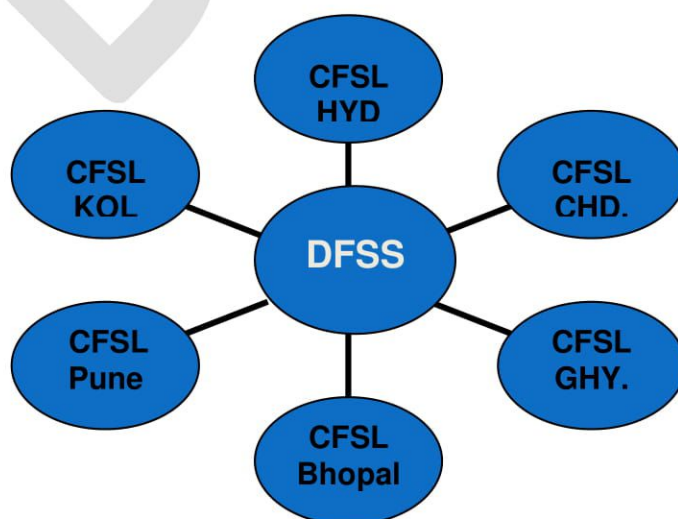 CFSL
HYD
CFSL
KOL
CFSL
CHD.
DFSS
CFSL
Pune
CFSL
GHY.
CFSL
Bhopal